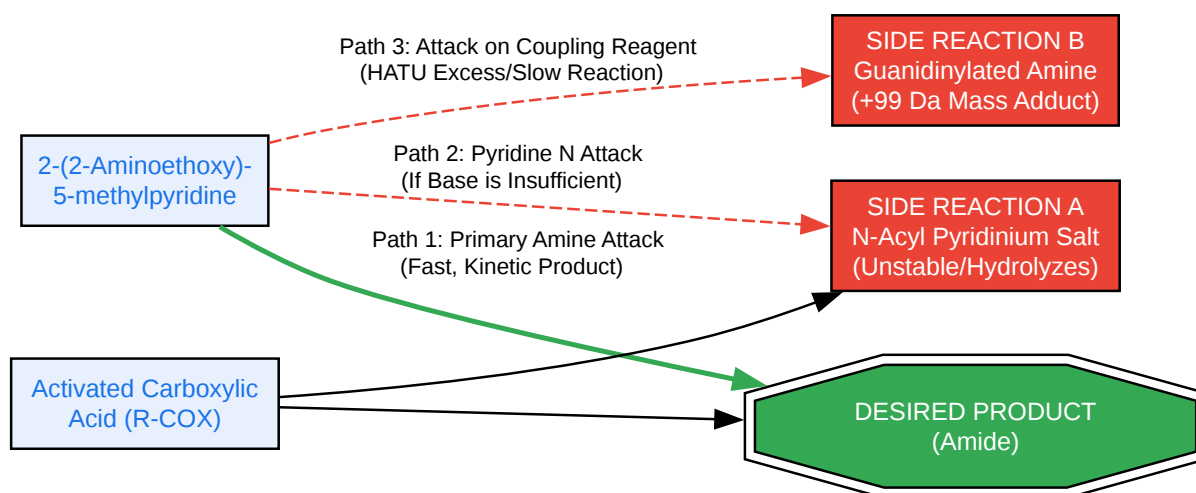 Path 3: Attack on Coupling Reagent
(HATU Excess/Slow Reaction)
SIDE REACTION B
Guanidinylated Amine
(+99 Da Mass Adduct)
2-(2-Aminoethoxy)-
5-methylpyridine
Path 2: Pyridine N Attack
(If Base is Insufficient)
SIDE REACTION A
N-Acyl Pyridinium Salt
(Unstable/Hydrolyzes)
Path 1: Primary Amine Attack
(Fast, Kinetic Product)
Activated Carboxylic
Acid (R-COX)
DESIRED PRODUCT
(Amide)